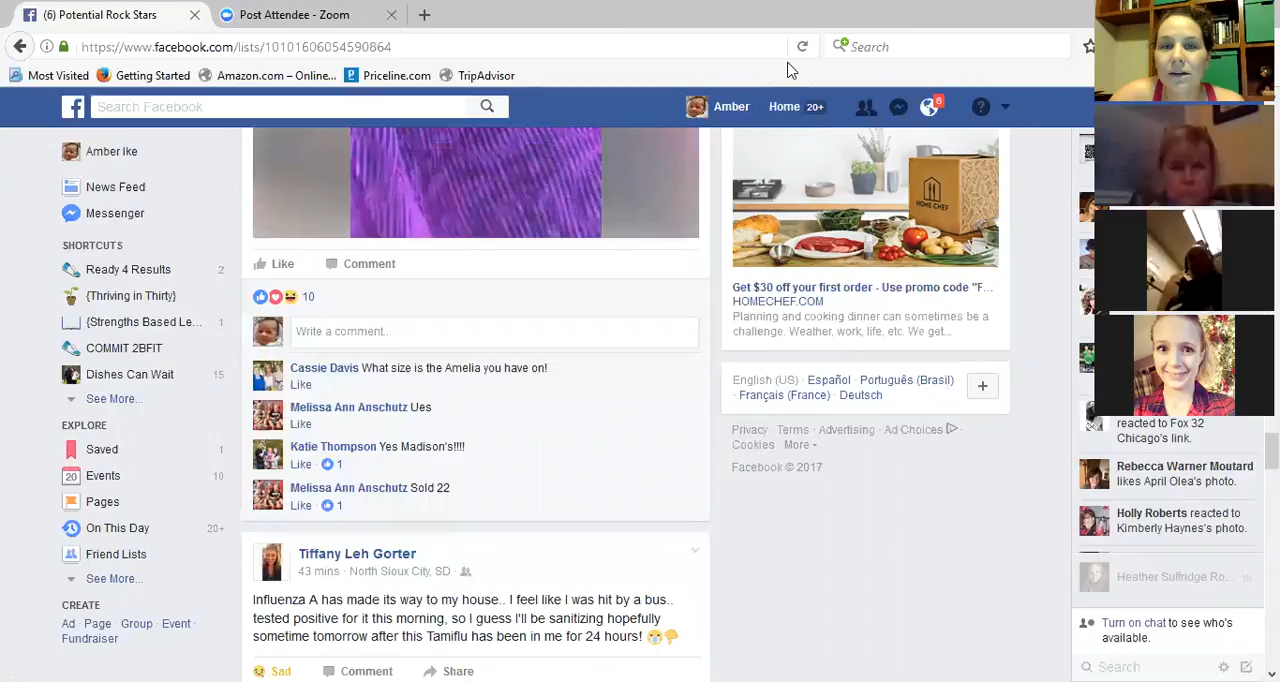 (6) Potential Rock Stars
Post Attendee - Zoom
https://www.facebook.com/lists/10101606054590864
Search
Most Visited
Getting Started
Amazon.com – Online...
Priceline.com
TripAdvisor
Search Facebook
Amber
Home 20+
6
Amber Ike
News Feed
Messenger
SHORTCUTS
Ready 4 Results 2
{Thriving in Thirty}
{Strengths Based Le... 1
COMMIT 2BFIT
Dishes Can Wait 15
See More...
EXPLORE
Saved 1
20 Events 10
Pages
On This Day 20+
Friend Lists
See More...
CREATE
Ad · Page · Group · Event ·
Fundraiser
Like Comment
10
Write a comment...
Cassie Davis What size is the Amelia you have on!
Like
Melissa Ann Anschutz Ues
Like
Katie Thompson Yes Madison's!!!!
Like · 1
Melissa Ann Anschutz Sold 22
Like · 1
Tiffany Leh Gorter
43 mins · North Sioux City, SD ·
Influenza A has made its way to my house.. I feel like I was hit by a bus..
tested positive for it this morning, so I guess I'll be sanitizing hopefully
sometime tomorrow after this Tamiflu has been in me for 24 hours!
Sad Comment Share
HOME CHEF
Get $30 off your first order - Use promo code "F...
HOMECHEF.COM
Planning and cooking dinner can sometimes be a
challenge. Weather, work, life, etc. We get...
English (US) · Español · Português (Brasil)
· Français (France) · Deutsch
Privacy · Terms · Advertising · Ad Choices ·
Cookies · More
Facebook © 2017
reacted to Fox 32
Chicago's link.
Rebecca Warner Moutard
likes April Olea's photo.
Holly Roberts reacted to
Kimberly Haynes's photo.
Heather Suffridge Ro...
Turn on chat to see who's
available.
Search